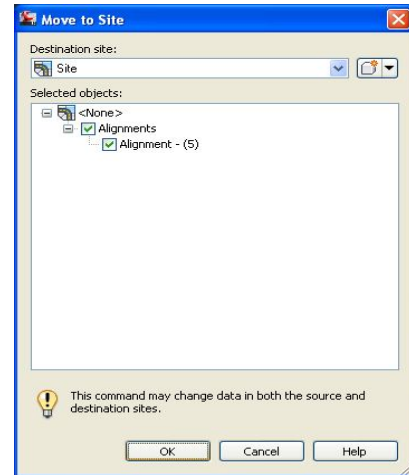 Move to Site
Destination site:
Site
Selected objects:
<None>
Alignments
Alignment - (5)
This command may change data in both the source and
destination sites.
OK Cancel Help